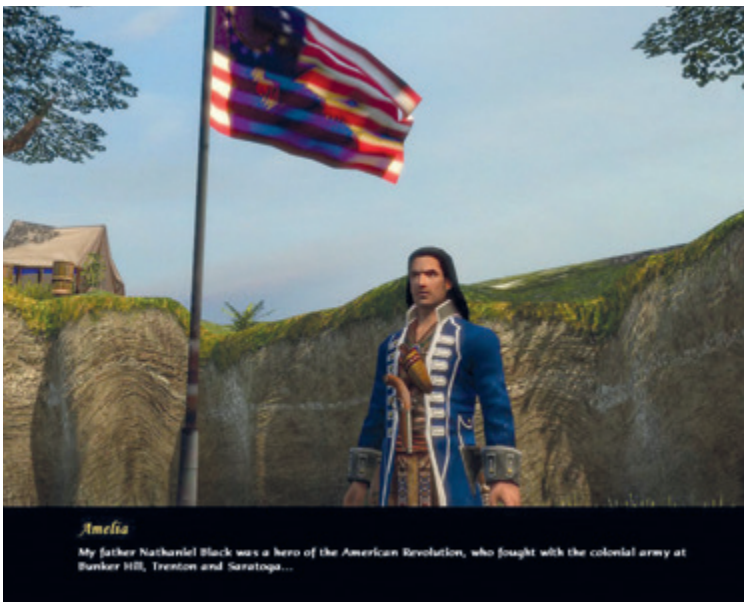 Amelia
My father Nathaniel Black was a hero of the American Revolution, who fought with the colonial army at
Bunker Hill, Trenton and Saratoga...